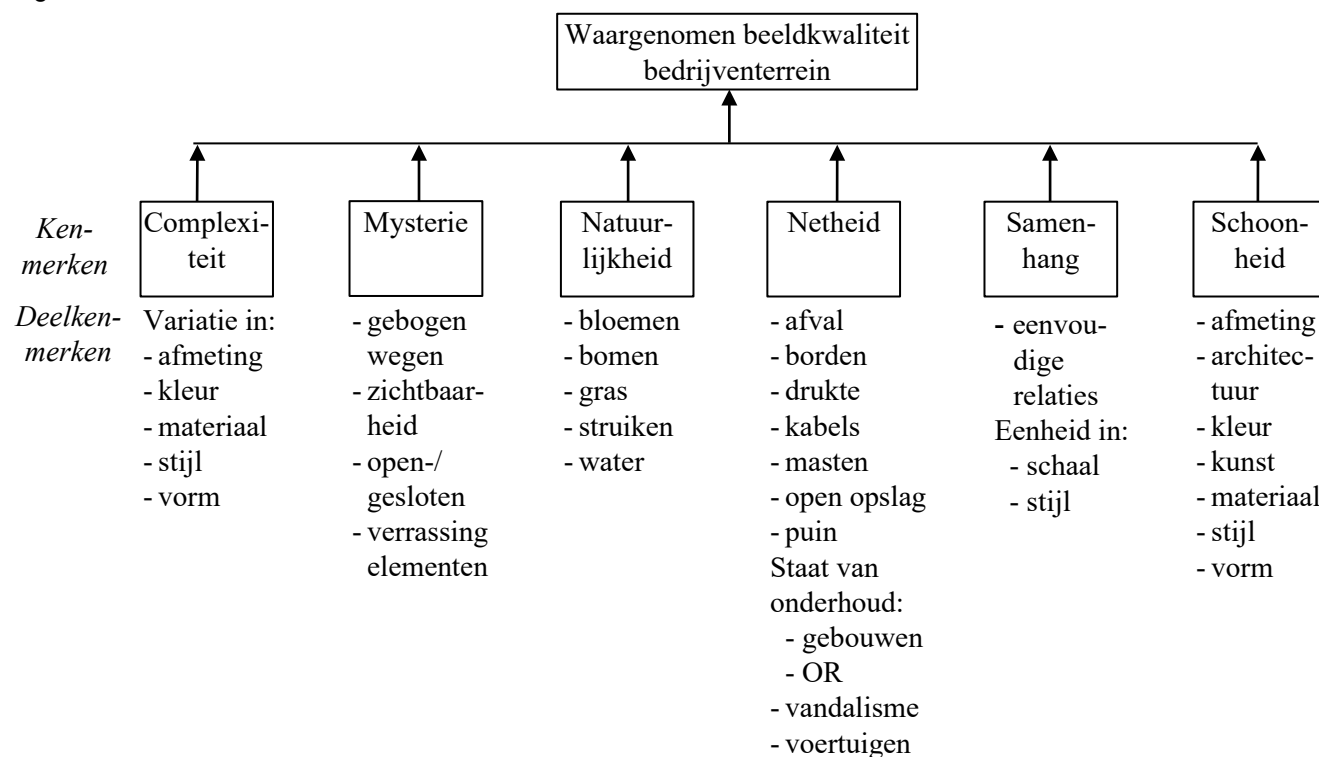 Waargenomen beeldkwaliteit
bedrijventerrein
Ken-
merken
Complexi-
teit
Mysterie
Natuur-
lijkheid
Netheid
Samen-
hang
Schoon-
heid
Deelken-
merken
Variatie in:
- afmeting
- kleur
- materiaal
- stijl
- vorm
- gebogen
wegen
- zichtbaar-
heid
- open-/
gesloten
- verrassing
elementen
- bloemen
- bomen
- gras
- struiken
- water
- afval
- borden
- drukte
- kabels
- masten
- open opslag
- puin
Staat van
onderhoud:
- gebouwen
- OR
- vandalisme
- voertuigen
- eenvou-
dige
relaties
Eenheid in:
- schaal
- stijl
- afmeting
- architec-
tuur
- kleur
- kunst
- materiaal
- stijl
- vorm